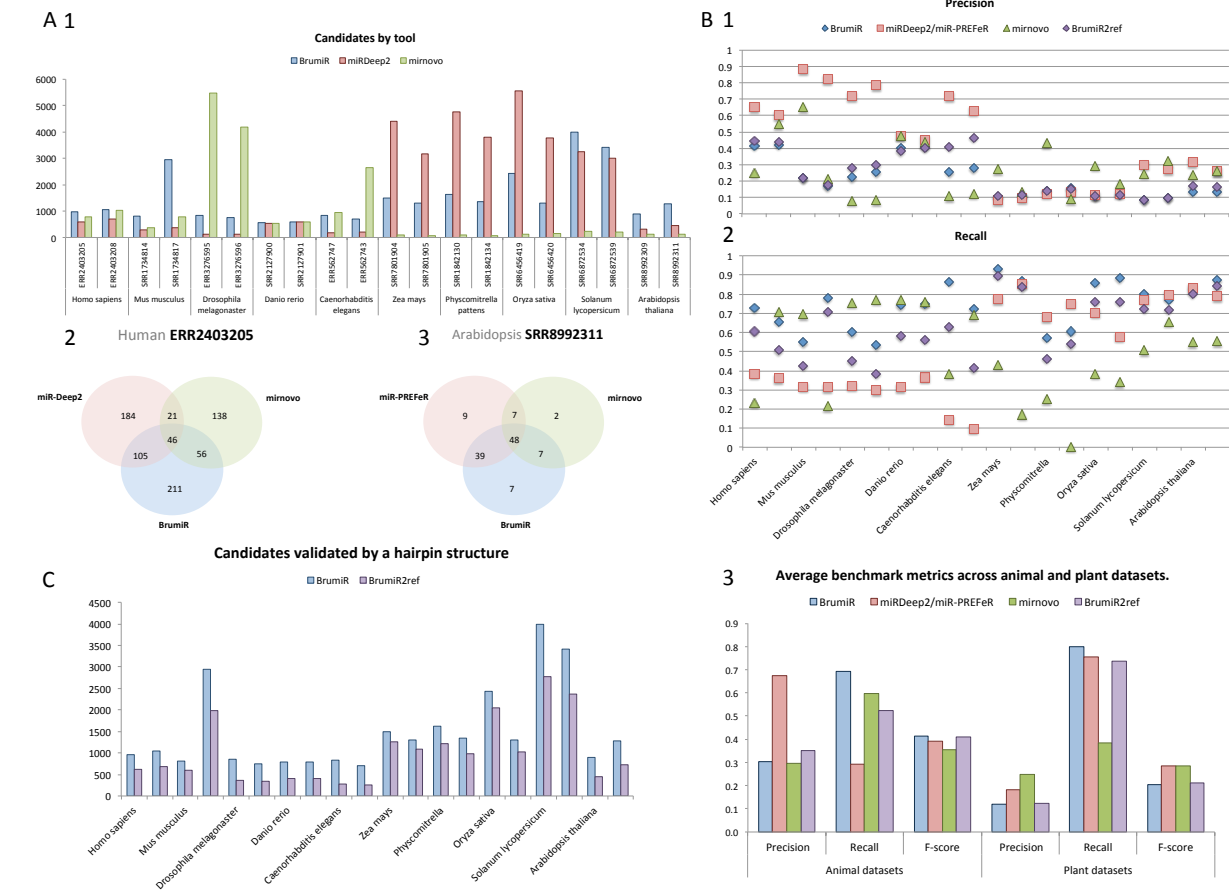 A 1
Candidates by tool
BrumiR miRDeep2 mirnovo
6000
5000
4000
3000
2000
1000
0
ERR2403205
ERR2403208
SRR1734814
SRR1734817
ERR3276595
ERR3276596
SRR2127900
SRR2127901
ERR562747
ERR562743
SRR7801904
SRR7801905
SRR1842130
SRR1842134
SRR6456419
SRR6456420
SRR6872534
SRR6872539
SRR8992309
SRR8992311
Homo sapiens
Mus musculus
Drosophila
melagonaster
Danio rerio
Caenorhabditis
elegans
Zea mays
Physcomitrella
pattens
Oryza sativa
Solanum
lycopersicum
Arabidopsis
thaliana
2 Human ERR2403205
miR-Deep2
mirnovo
184
21
138
46
105
56
211
BrumiR
3 Arabidopsis SRR8992311
miR-PREFeR
mirnovo
9
7
2
48
39
7
7
BrumiR
C
Candidates validated by a hairpin structure
BrumiR BrumiR2ref
4500
4000
3500
3000
2500
2000
1500
1000
500
0
Homo sapiens
Mus musculus
Drosophila melagonaster
Danio rerio
Caenorhabditis elegans
Zea mays
Physcomitrella
Oryza sativa
Solanum lycopersicum
Arabidopsis thaliana
B 1
Precision
BrumiR miRDeep2/miR-PREFeR mirnovo BrumiR2ref
1
0.9
0.8
0.7
0.6
0.5
0.4
0.3
0.2
0.1
0
2
Recall
1
0.9
0.8
0.7
0.6
0.5
0.4
0.3
0.2
0.1
0
Homo sapiens
Mus musculus
Drosophila melagonaster
Danio rerio
Caenorhabditis elegans
Zea mays
Physcomitrella
Oryza sativa
Solanum lycopersicum
Arabidopsis thaliana
3
Average benchmark metrics across animal and plant datasets.
BrumiR miRDeep2/miR-PREFeR mirnovo BrumiR2ref
0.9
0.8
0.7
0.6
0.5
0.4
0.3
0.2
0.1
0.0
Precision Recall F-score Precision Recall F-score
Animal datasets Plant datasets